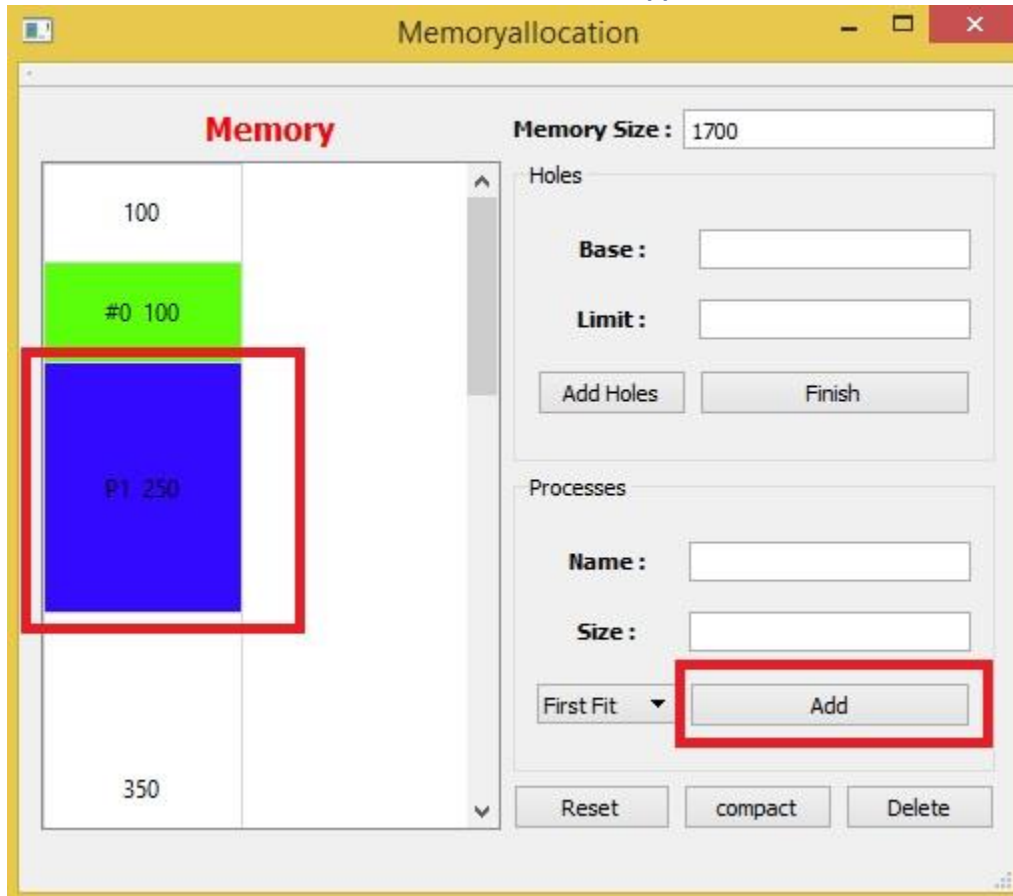 Memoryallocation
Memory
100
#0 100
P1 250
350
Memory Size : 1700
Holes
Base :
Limit :
Add Holes
Finish
Processes
Name :
Size :
First Fit
Add
Reset
compact
Delete